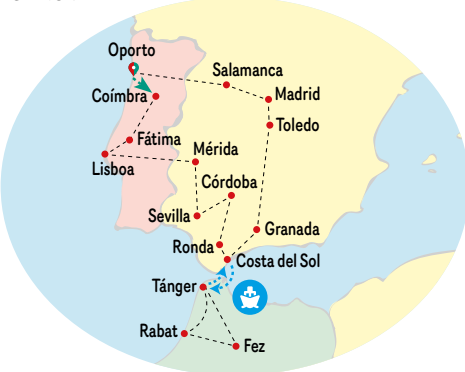 Oporto
Salamanca
Coímbra
Madrid
Toledo
Fátima
Mérida
Lisboa
Córdoba
Sevilla
Granada
Ronda
Costa del Sol
Tánger
Rabat
Fez